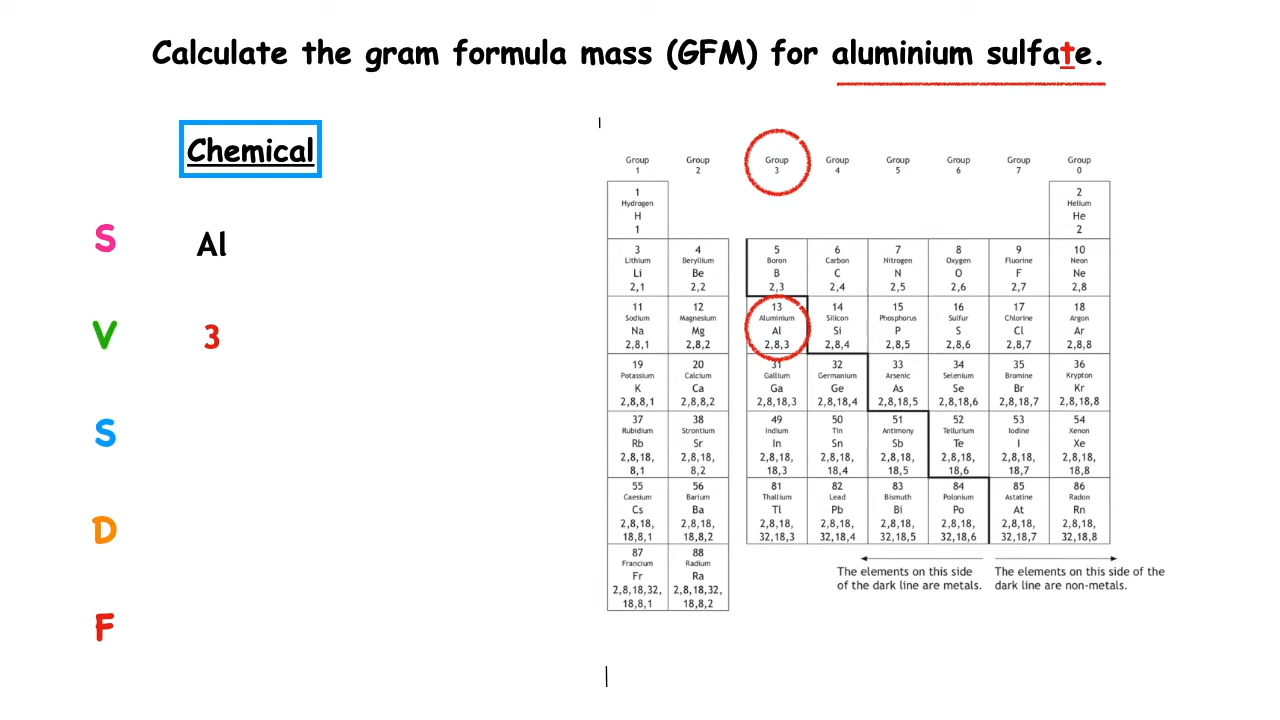 Calculate the gram formula mass (GFM) for aluminium sulfate.
Chemical
S Al
V 3
S
D
F
Group Group Group Group Group Group Group Group
1 2 3 4 5 6 7 0
1 2
Hydrogen Helium
H He
1 2
3 4 5 6 7 8 9 10
Lithium Beryllium Boron Carbon Nitrogen Oxygen Fluorine Neon
Li Be B C N O F Ne
2,1 2,2 2,3 2,4 2,5 2,6 2,7 2,8
11 12 13 14 15 16 17 18
Sodium Magnesium Aluminium Silicon Phosphorus Sulfur Chlorine Argon
Na Mg Al Si P S Cl Ar
2,8,1 2,8,2 2,8,3 2,8,4 2,8,5 2,8,6 2,8,7 2,8,8
19 20 31 32 33 34 35 36
Potassium Calcium Gallium Germanium Arsenic Selenium Bromine Krypton
K Ca Ga Ge As Se Br Kr
2,8,8,1 2,8,8,2 2,8,18,3 2,8,18,4 2,8,18,5 2,8,18,6 2,8,18,7 2,8,18,8
37 38 49 50 51 52 53 54
Rubidium Strontium Indium Tin Antimony Tellurium Iodine Xenon
Rb Sr In Sn Sb Te I Xe
2,8,18, 2,8,18, 2,8,18, 2,8,18, 2,8,18, 2,8,18, 2,8,18, 2,8,18,
8,1 8,2 18,3 18,4 18,5 18,6 18,7 18,8
55 56 81 82 83 84 85 86
Caesium Barium Thallium Lead Bismuth Polonium Astatine Radon
Cs Ba Tl Pb Bi Po At Rn
2,8,18, 2,8,18, 2,8,18, 2,8,18, 2,8,18, 2,8,18, 2,8,18, 2,8,18,
18,8,1 18,8,2 32,18,3 32,18,4 32,18,5 32,18,6 32,18,7 32,18,8
87 88
Francium Radium
Fr Ra
2,8,18,32, 2,8,18,32,
18,8,1 18,8,2
The elements on this side
of the dark line are metals.
The elements on this side of the
dark line are non-metals.